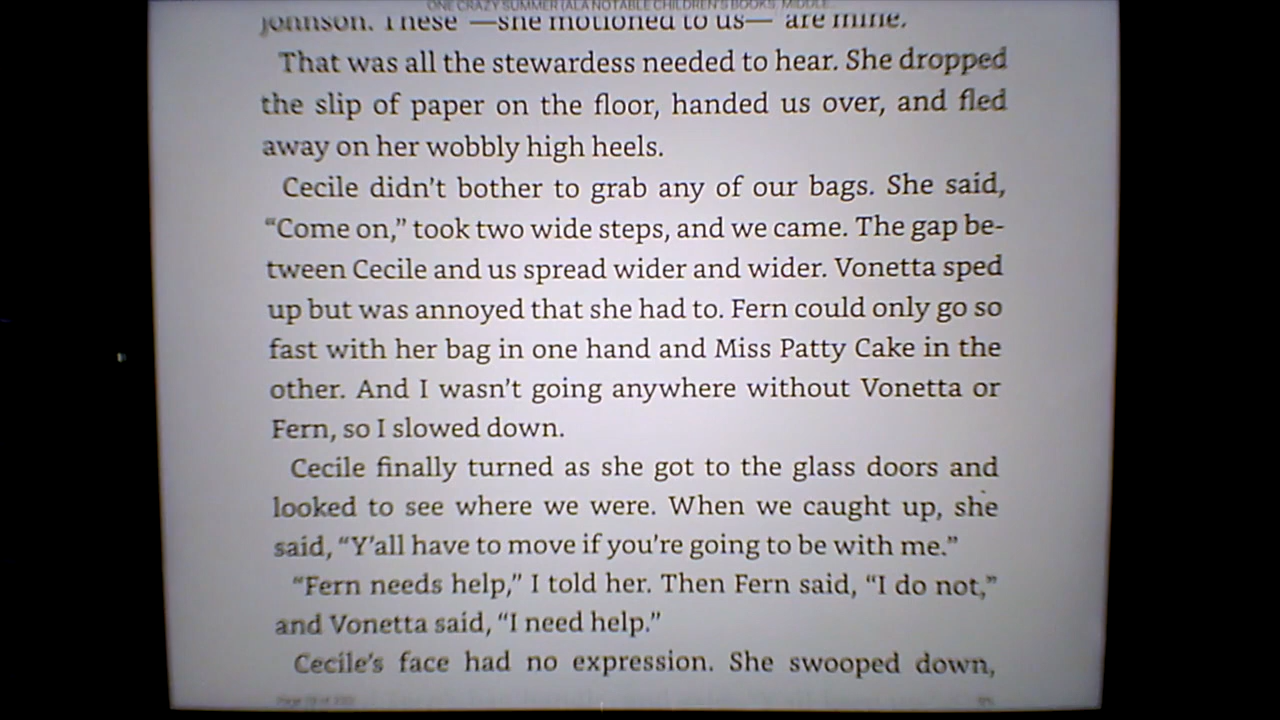 ONE CRAZY SUMMER (ALA NOTABLE CHILDREN'S BOOKS. MIDDLE...
Johnson. These —she motioned to us— are mine.
That was all the stewardess needed to hear. She dropped
the slip of paper on the floor, handed us over, and fled
away on her wobbly high heels.
Cecile didn’t bother to grab any of our bags. She said,
“Come on,” took two wide steps, and we came. The gap be-
tween Cecile and us spread wider and wider. Vonetta sped
up but was annoyed that she had to. Fern could only go so
fast with her bag in one hand and Miss Patty Cake in the
other. And I wasn’t going anywhere without Vonetta or
Fern, so I slowed down.
Cecile finally turned as she got to the glass doors and
looked to see where we were. When we caught up, she
said, “Y’all have to move if you’re going to be with me.”
“Fern needs help,” I told her. Then Fern said, “I do not,”
and Vonetta said, “I need help.”
Cecile’s face had no expression. She swooped down,